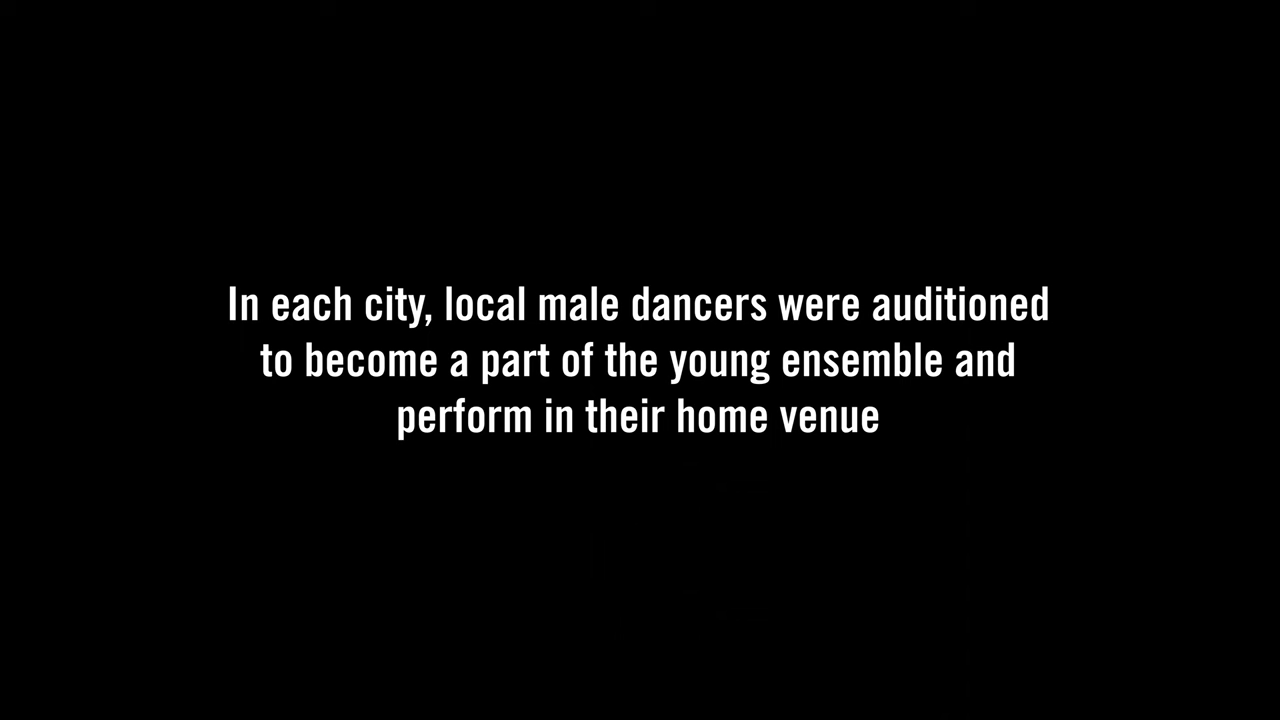 In each city, local male dancers were auditioned
to become a part of the young ensemble and
perform in their home venue